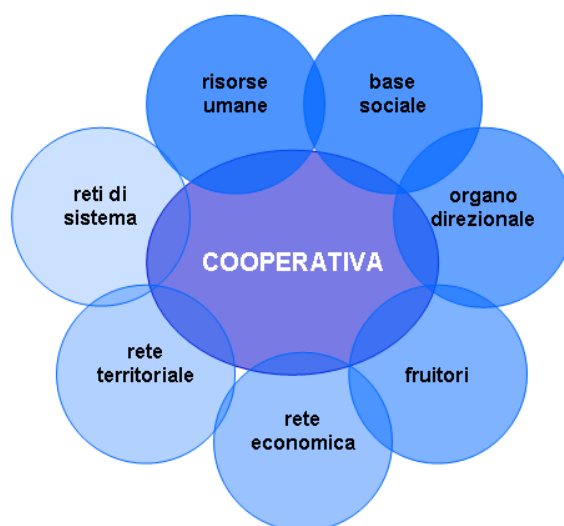 risorse
umane
base
sociale
organo
direzionale
reti di
sistema
COOPERATIVA
rete
territoriale
fruitori
rete
economica